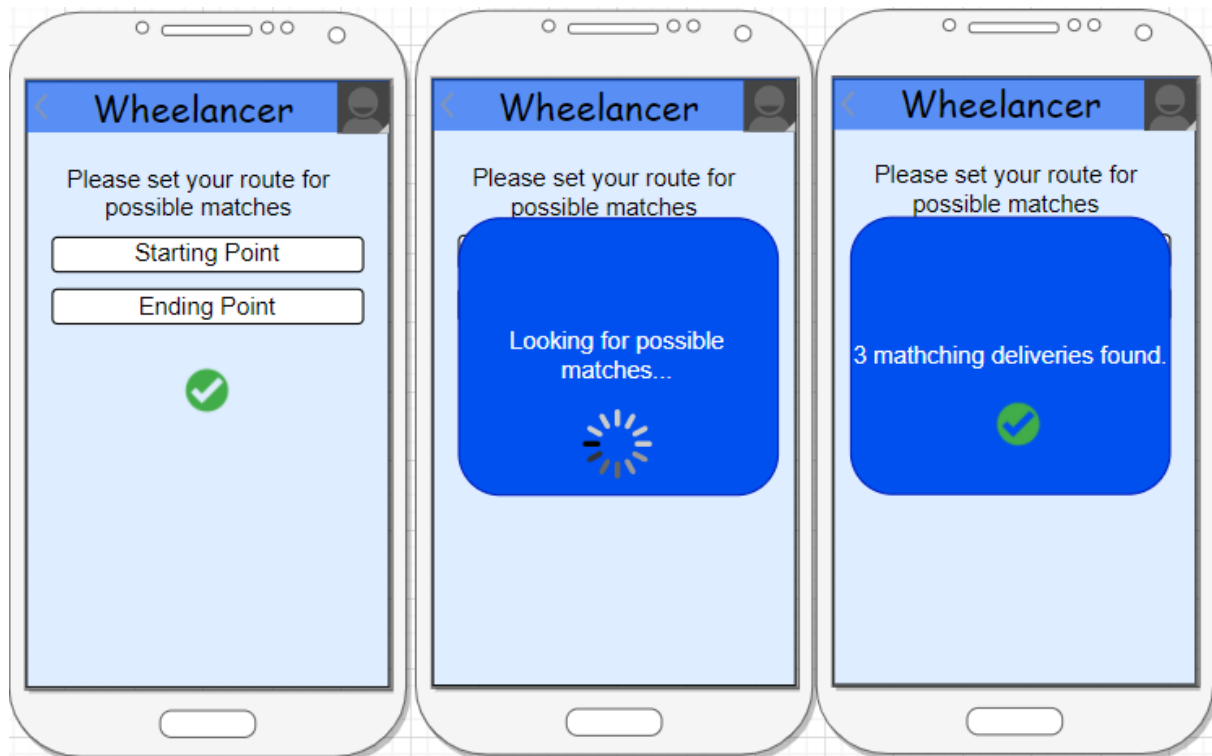 Wheelancer
Please set your route for
possible matches
Starting Point
Ending Point
Wheelancer
Please set your route for
possible matches
Looking for possible
matches...
Wheelancer
Please set your route for
possible matches
3 mathching deliveries found.